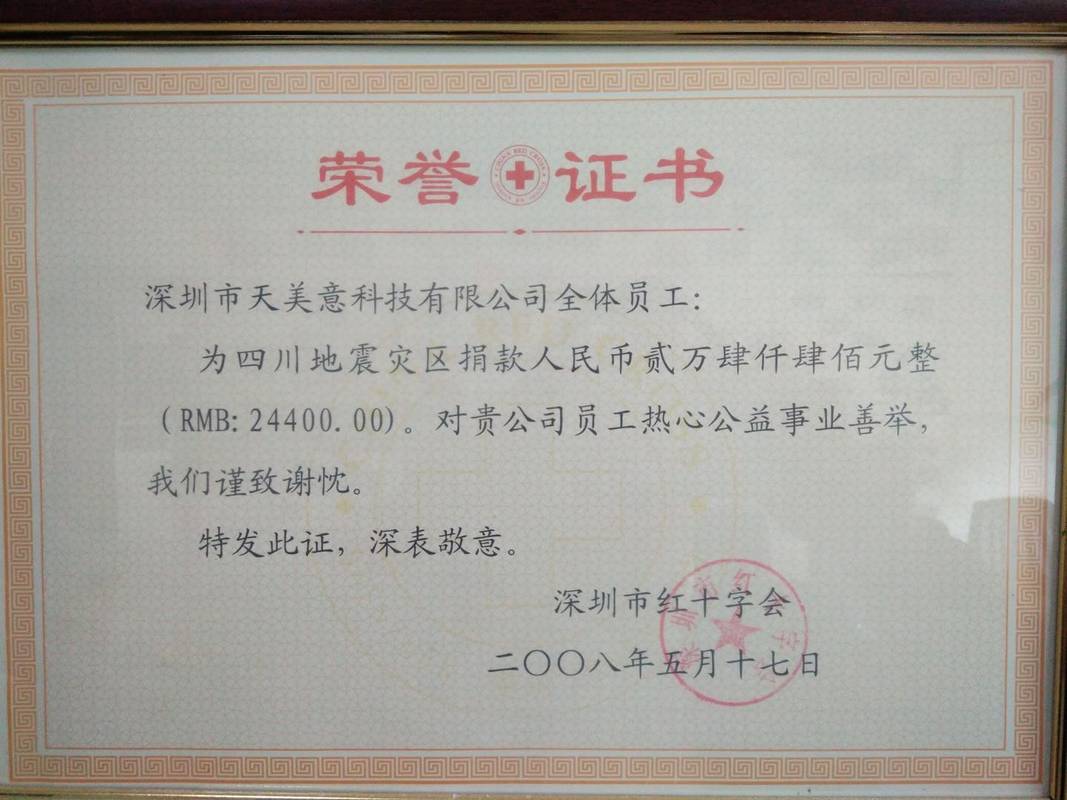 荣誉证书
深圳市天美意科技有限公司全体员工：
为四川地震灾区捐款人民币贰万肆仟肆佰元整
（RMB: 24400.00）。对贵公司员工热心公益事业善举，
我们谨致谢忱。
特发此证，深表敬意。
深圳市红十字会
二〇〇八年五月十七日